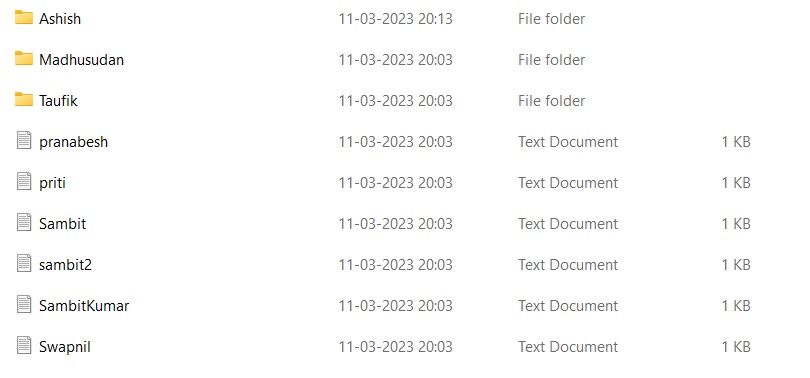 Ashish 11-03-2023 20:13 File folder
Madhusudan 11-03-2023 20:03 File folder
Taufik 11-03-2023 20:03 File folder
pranabesh 11-03-2023 20:03 Text Document 1 KB
priti 11-03-2023 20:03 Text Document 1 KB
Sambit 11-03-2023 20:03 Text Document 1 KB
sambit2 11-03-2023 20:03 Text Document 1 KB
SambitKumar 11-03-2023 20:03 Text Document 1 KB
Swapnil 11-03-2023 20:03 Text Document 1 KB